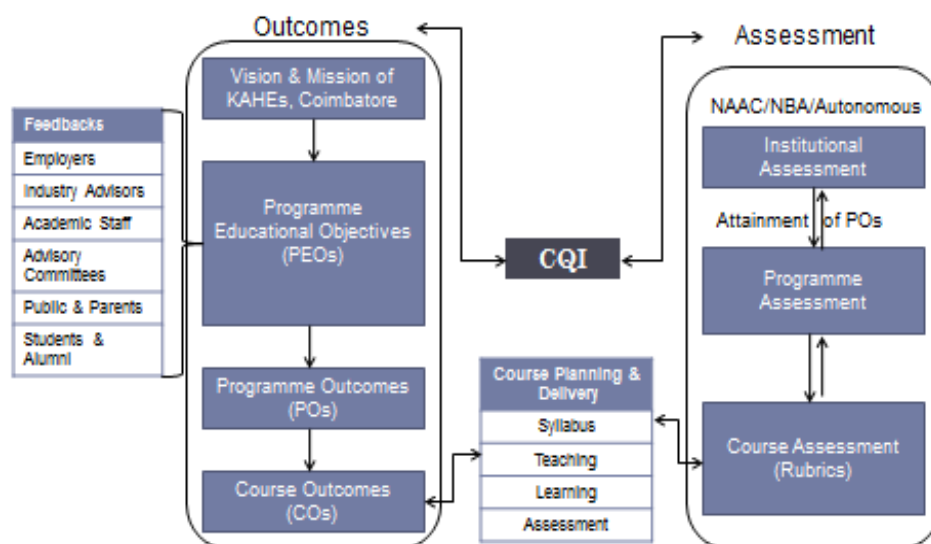 Outcomes
Vision & Mission of
KAHEs, Coimbatore
Feedbacks
Employers
Industry Advisors
Academic Staff
Advisory
Committees
Public & Parents
Students &
Alumni
Programme
Educational Objectives
(PEOs)
Programme Outcomes
(POs)
Course Outcomes
(COs)
CQI
Course Planning &
Delivery
Syllabus
Teaching
Learning
Assessment
Assessment
NAAC/NBA/Autonomous
Institutional
Assessment
Attainment of POs
Programme
Assessment
Course Assessment
(Rubrics)